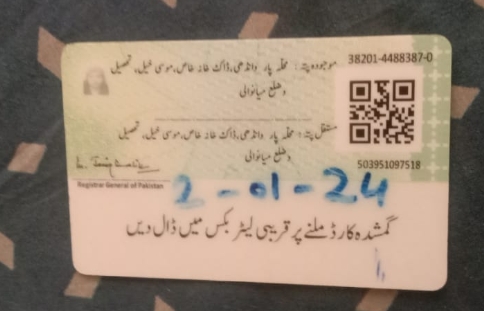 موجودہ پتہ: محلہ پار وانڈھی، ڈاک خانہ خاص، موسیٰ خیل، تحصیل 38201-4488387-0
وضلع میانوالی
مستقل پتہ: محلہ پار وانڈھی، ڈاک خانہ خاص، موسیٰ خیل، تحصیل
وضلع میانوالی
503951097518
Registrar General of Pakistan
2-01-24
گمشدہ کارڈ ملنے پر قریبی لیٹر بکس میں ڈال دیں